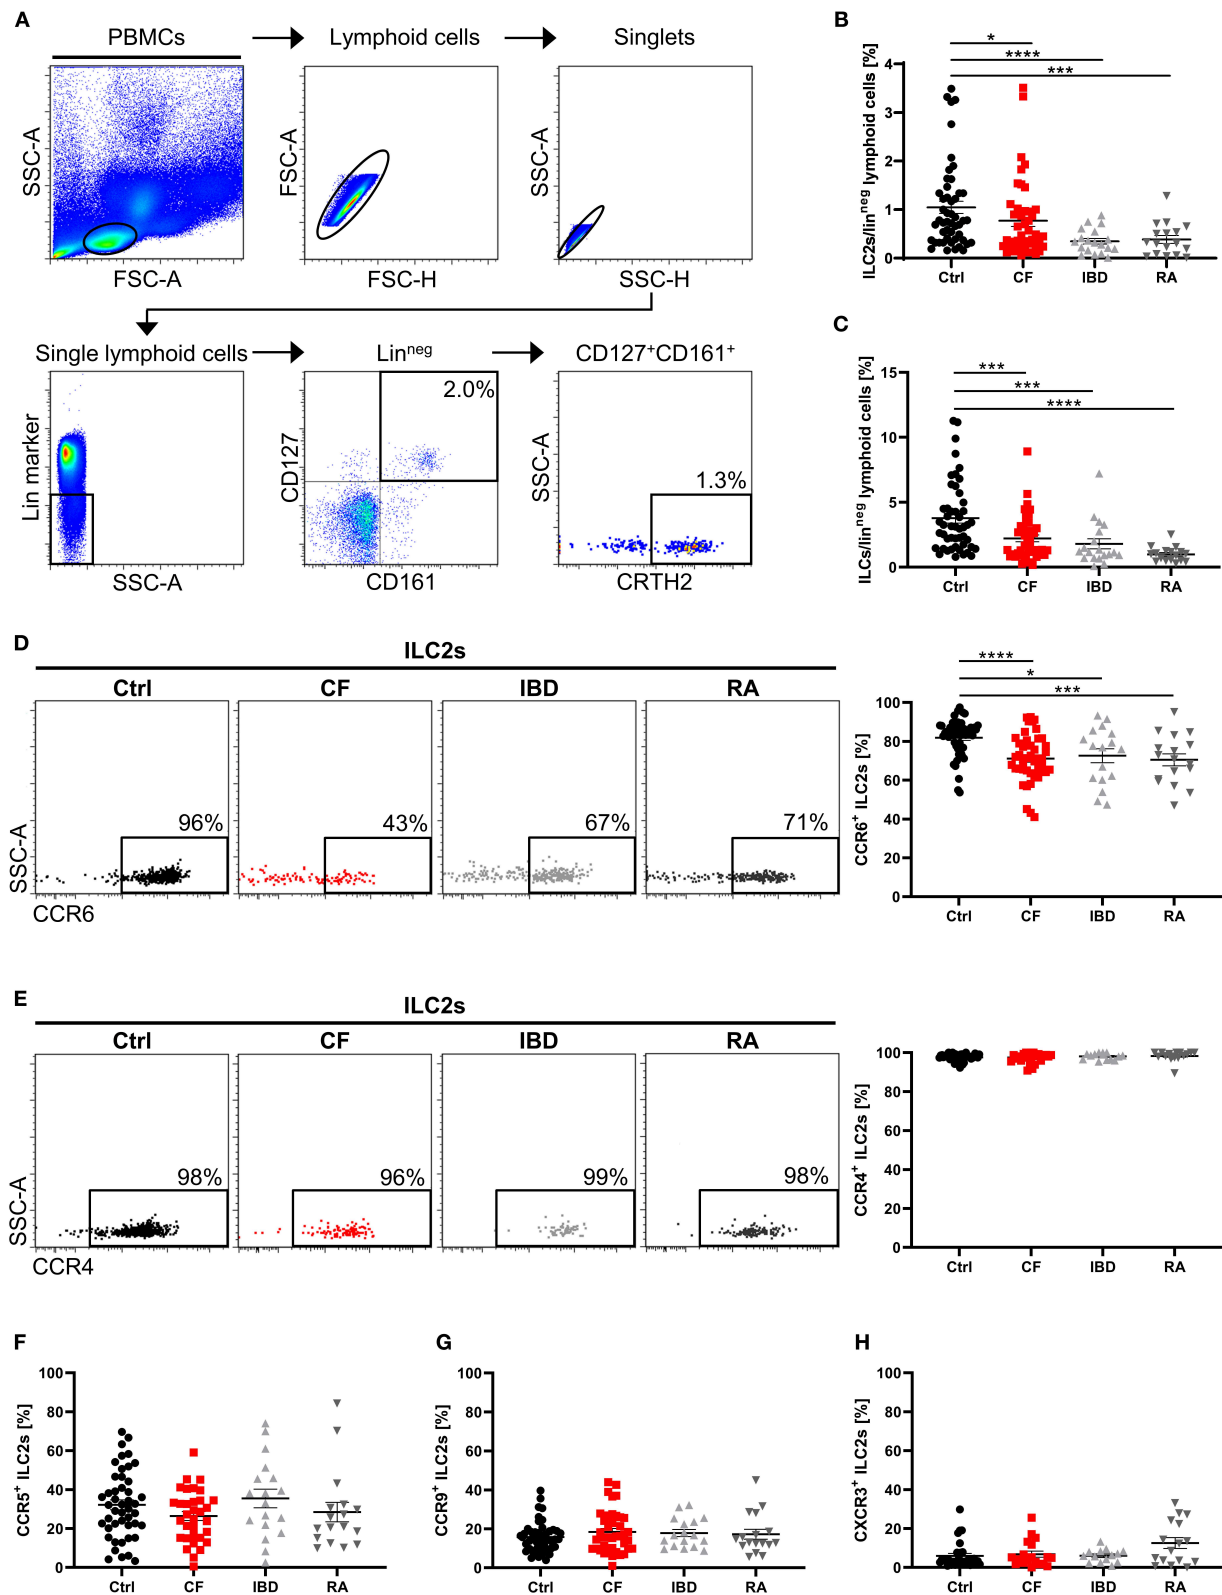 A
PBMCs
Lymphoid cells
Singlets
SSC-A
FSC-A
FSC-A
FSC-H
SSC-A
SSC-H
Single lymphoid cells
Lin^neg
CD127⁺CD161⁺
Lin marker
SSC-A
CD127
2.0%
CD161
SSC-A
1.3%
CRTH2
B
ILC2s/lin^neg lymphoid cells [%]
*
****
***
4
3
2
1
0
Ctrl CF IBD RA
C
ILCs/lin^neg lymphoid cells [%]
***
***
****
15
10
5
0
Ctrl CF IBD RA
D
ILC2s
Ctrl CF IBD RA
SSC-A
96% 43% 67% 71%
CCR6
CCR6⁺ ILC2s [%]
****
*
***
100
80
60
40
20
0
Ctrl CF IBD RA
E
ILC2s
Ctrl CF IBD RA
SSC-A
98% 96% 99% 98%
CCR4
CCR4⁺ ILC2s [%]
100
80
60
40
20
0
Ctrl CF IBD RA
F
CCR5⁺ ILC2s [%]
100
80
60
40
20
0
Ctrl CF IBD RA
G
CCR9⁺ ILC2s [%]
100
80
60
40
20
0
Ctrl CF IBD RA
H
CXCR3⁺ ILC2s [%]
100
80
60
40
20
0
Ctrl CF IBD RA